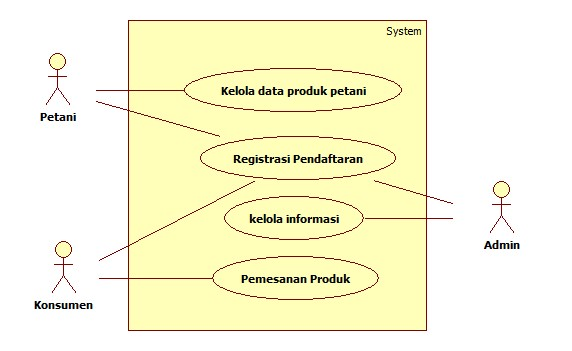 System
Kelola data produk petani
Petani
Registrasi Pendaftaran
kelola informasi
Admin
Pemesanan Produk
Konsumen